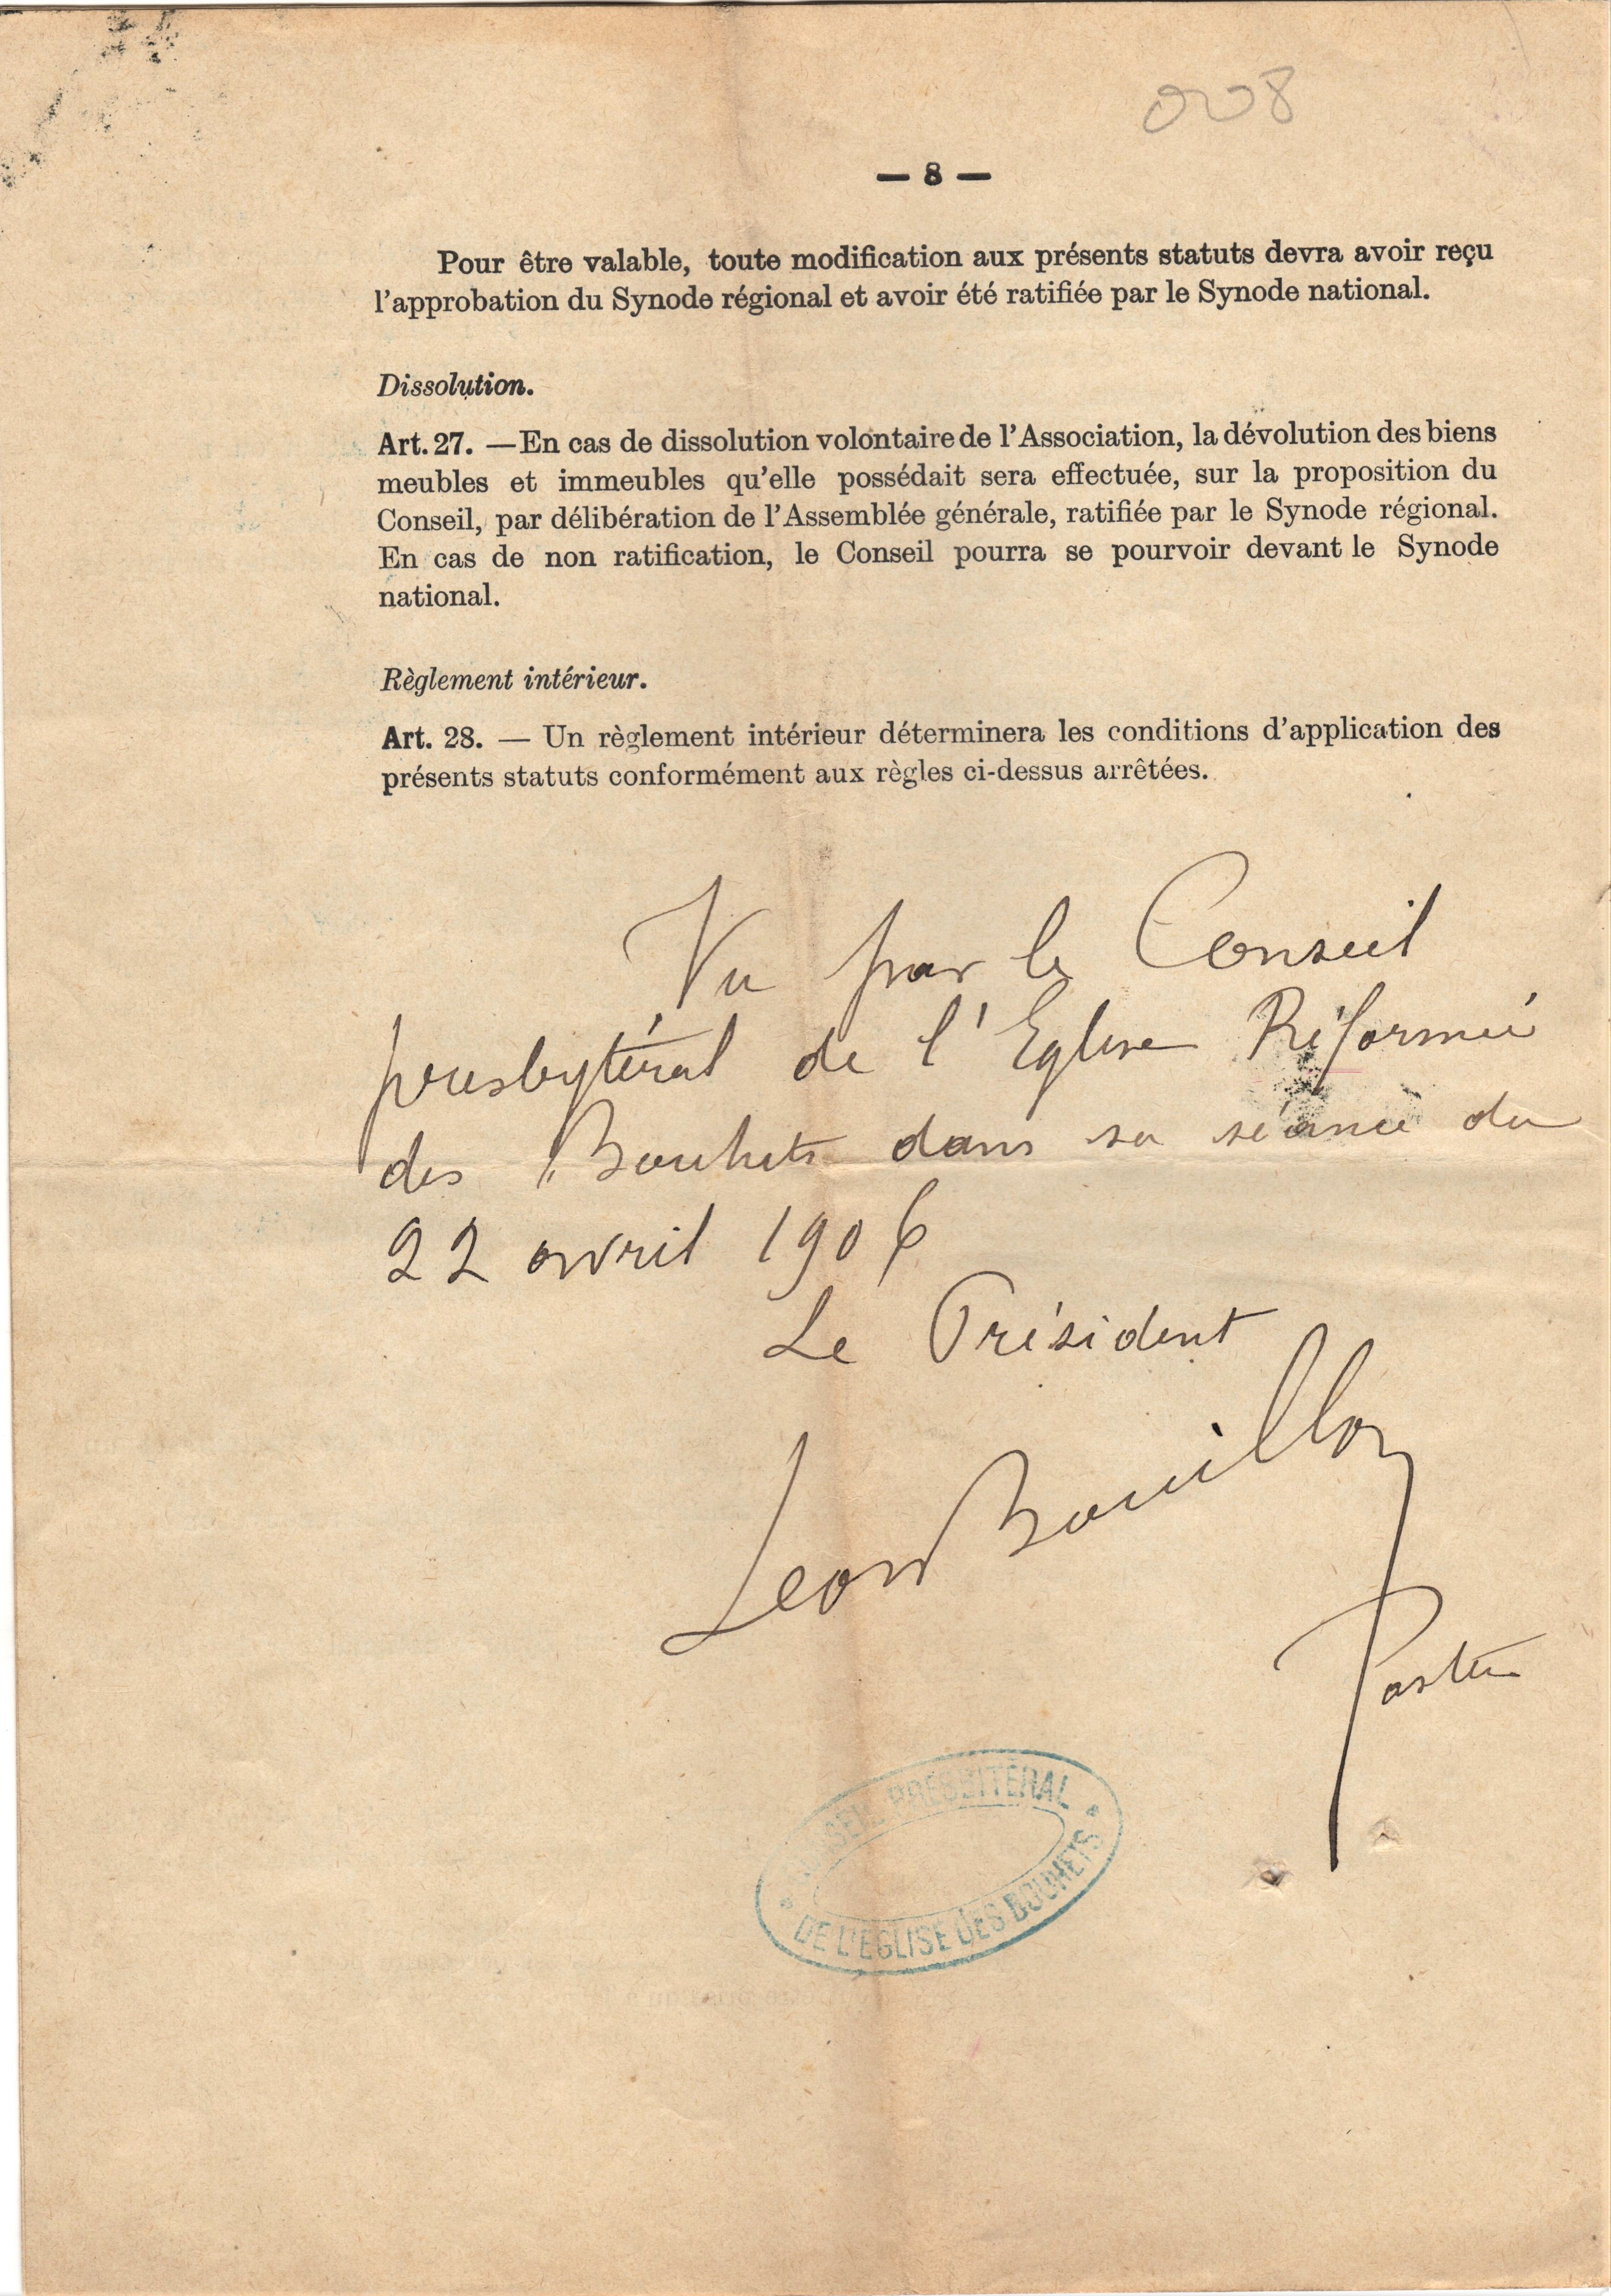 008
— 8 —
Pour être valable, toute modification aux présents statuts devra avoir reçu
l'approbation du Synode régional et avoir été ratifiée par le Synode national.
Dissolution.
Art. 27. — En cas de dissolution volontaire de l'Association, la dévolution des biens
meubles et immeubles qu'elle possédait sera effectuée, sur la proposition du
Conseil, par délibération de l'Assemblée générale, ratifiée par le Synode régional.
En cas de non ratification, le Conseil pourra se pourvoir devant le Synode
national.
Règlement intérieur.
Art. 28. — Un règlement intérieur déterminera les conditions d'application des
présents statuts conformément aux règles ci-dessus arrêtées.
Vu par le Conseil
presbytéral de l'Eglise Réformée
des Bouhets dans sa séance du
22 avril 1906
Le Président
Leon Bouillon
Pasteur
CONSEIL PRESBITÉRAL
DE L'EGLISE DES BOUHETS